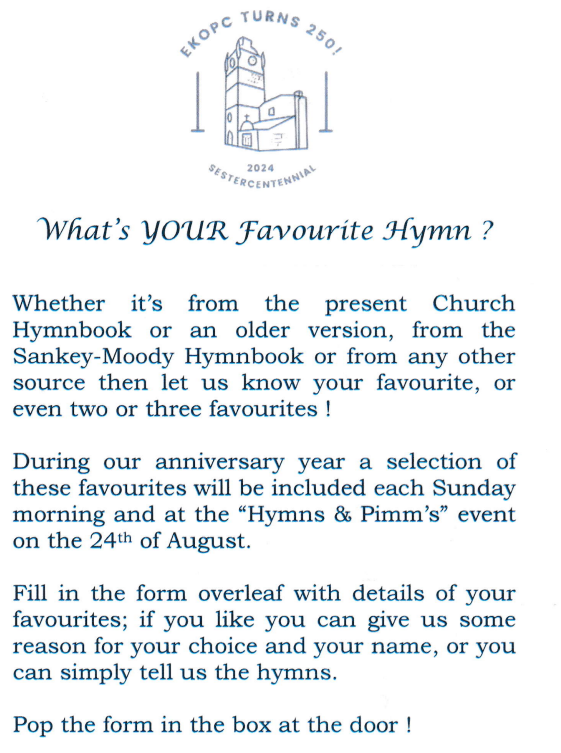 EKOPC TURNS 250!
2024
SESTERCENTENNIAL
What's YOUR Favourite Hymn ?
Whether it's from the present Church
Hymnbook or an older version, from the
Sankey-Moody Hymnbook or from any other
source then let us know your favourite, or
even two or three favourites !
During our anniversary year a selection of
these favourites will be included each Sunday
morning and at the “Hymns & Pimm's” event
on the 24th of August.
Fill in the form overleaf with details of your
favourites; if you like you can give us some
reason for your choice and your name, or you
can simply tell us the hymns.
Pop the form in the box at the door !